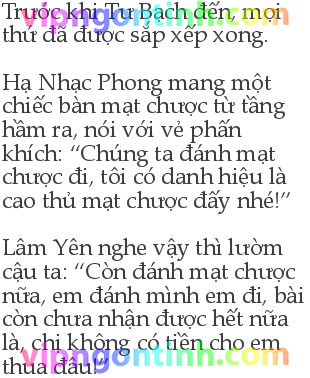 Trước khi Tư Bạch đến, mọi
thứ đã được sắp xếp xong.
Hạ Nhạc Phong mang một
chiếc bàn mạt chược từ tầng
hầm ra, nói với vẻ phấn
khích: “Chúng ta đánh mạt
chược đi, tôi có danh hiệu là
cao thủ mạt chược đấy nhé!”
Lâm Yên nghe vậy thì lườm
cậu ta: “Còn đánh mạt chược
nữa, em đánh mình em đi, bài
còn chưa nhận được hết nữa
là, chị không có tiền cho em
thua đâu!”
vipngontinh.com
vipngontinh.com